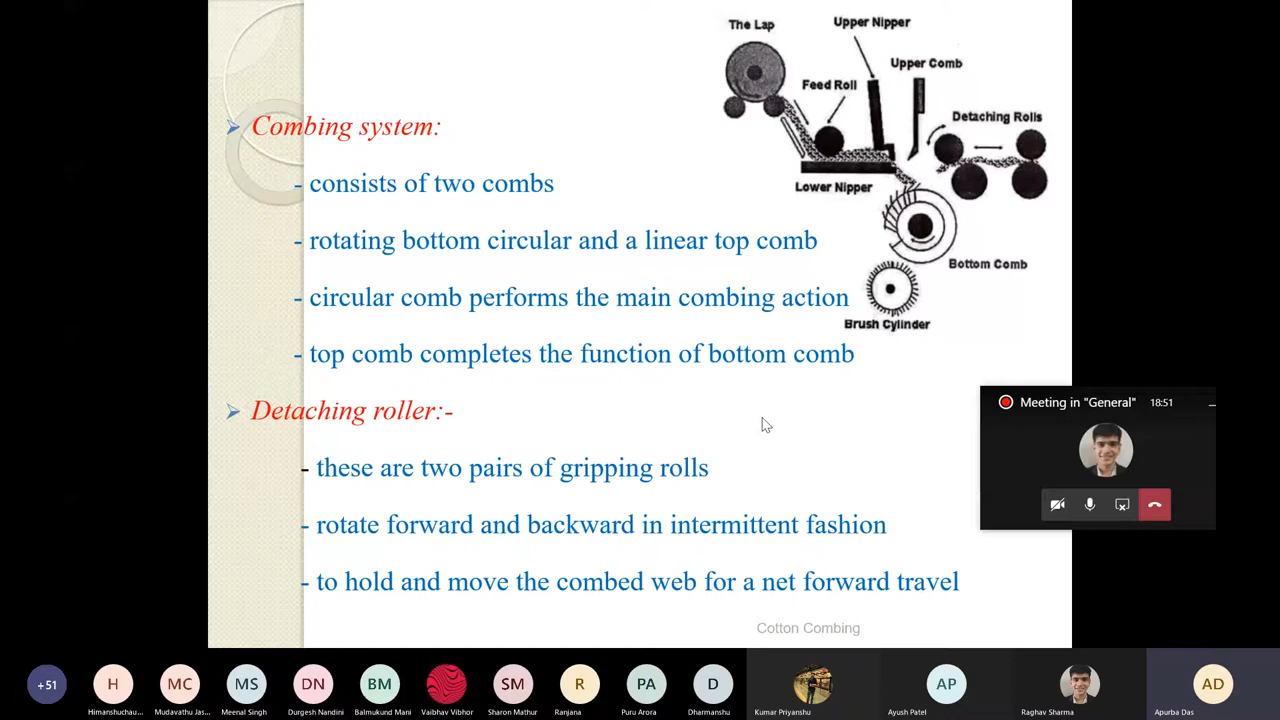 The Lap
Upper Nipper
Upper Comb
Feed Roll
Detaching Rolls
Lower Nipper
Bottom Comb
Brush Cylinder
➢ Combing system:
- consists of two combs
- rotating bottom circular and a linear top comb
- circular comb performs the main combing action
- top comb completes the function of bottom comb
➢ Detaching roller:-
- these are two pairs of gripping rolls
- rotate forward and backward in intermittent fashion
- to hold and move the combed web for a net forward travel
Cotton Combing
Meeting in "General" 18:51
+51 H MC MS DN BM SM R PA D AP AD
Himanshuchau... Mudavathu Jas... Meenal Singh Durgesh Nandini Balmukund Mani Vaibhav Vibhor Sharon Mathur Ranjana Puru Arora Dharmanshu Kumar Priyanshu Ayush Patel Raghav Sharma Apurba Das